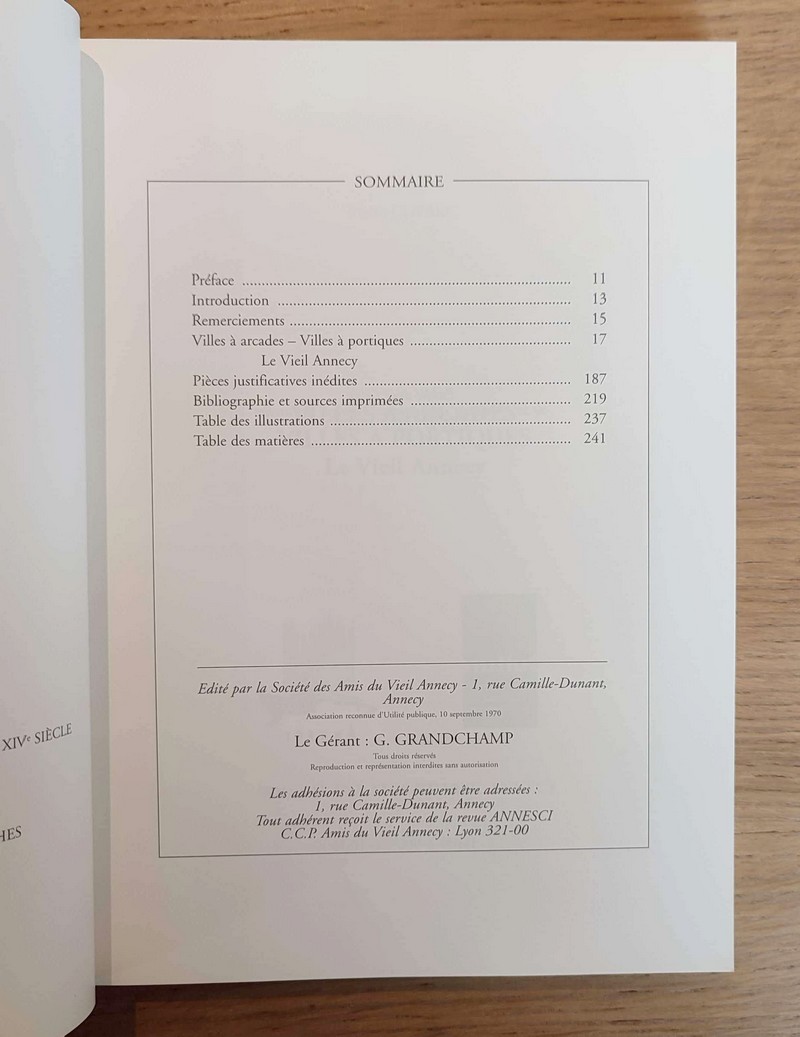 XIVe SIÈCLE
HES
SOMMAIRE
Préface ........ 11
Introduction ........ 13
Remerciements ........ 15
Villes à arcades – Villes à portiques ........ 17
Le Vieil Annecy
Pièces justificatives inédites ........ 187
Bibliographie et sources imprimées ........ 219
Table des illustrations ........ 237
Table des matières ........ 241
Le Vieil Annecy
Edité par la Société des Amis du Vieil Annecy - 1, rue Camille-Dunant,
Annecy
Association reconnue d'Utilité publique, 10 septembre 1970
Le Gérant : G. GRANDCHAMP
Tous droits réservés
Reproduction et représentation interdites sans autorisation
Les adhésions à la société peuvent être adressées :
1, rue Camille-Dunant, Annecy
Tout adhérent reçoit le service de la revue ANNESCI
C.C.P. Amis du Vieil Annecy : Lyon 321-00